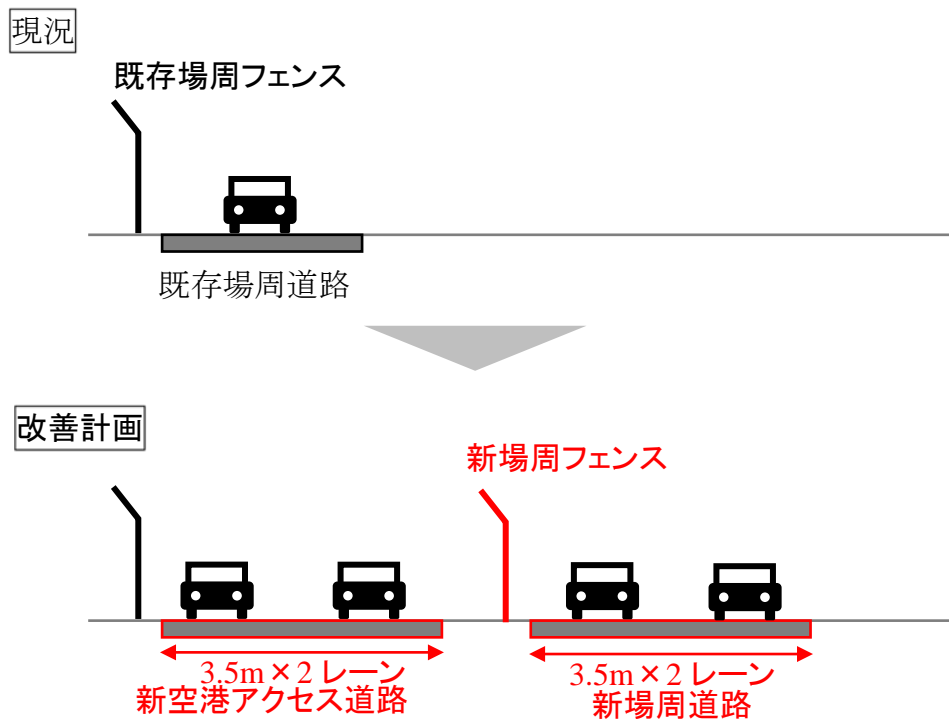 現況
既存場周フェンス
既存場周道路
改善計画
新場周フェンス
3.5m×2 レーン
新空港アクセス道路
3.5m×2 レーン
新場周道路